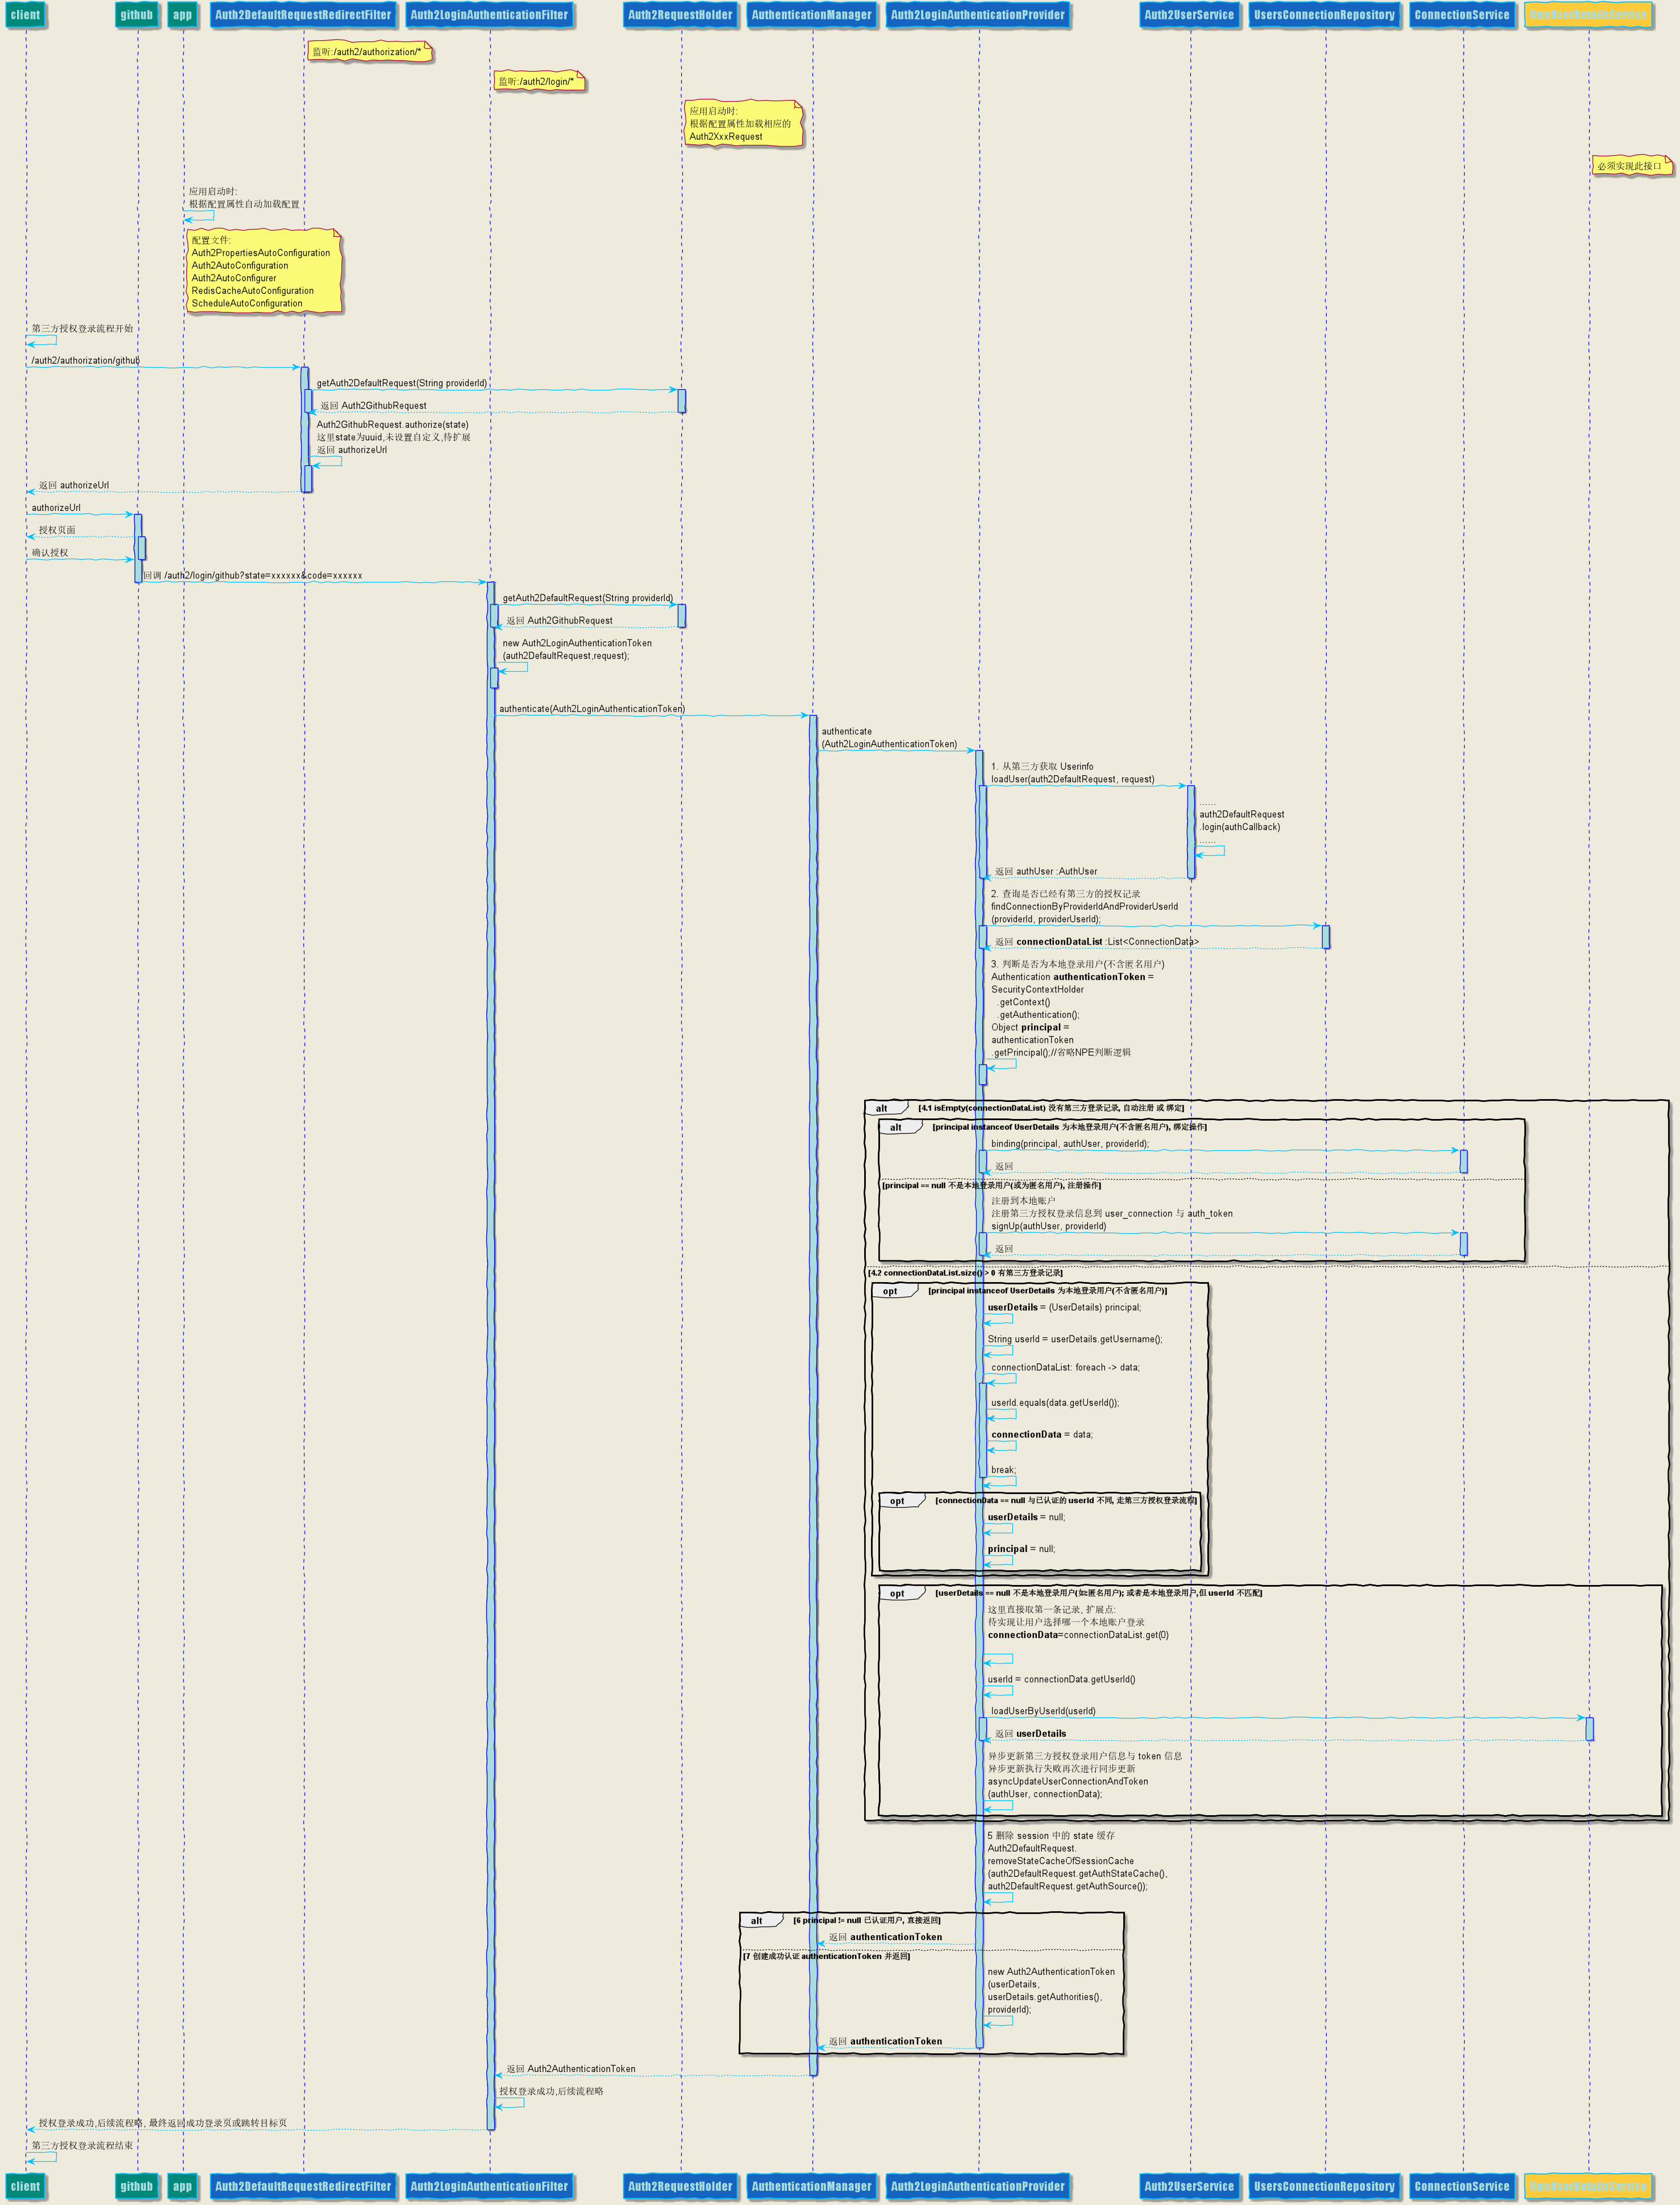 client github app Auth2DefaultRequestRedirectFilter Auth2LoginAuthenticationFilter Auth2RequestHolder AuthenticationManager Auth2LoginAuthenticationProvider Auth2UserService UsersConnectionRepository ConnectionService
监听:/auth2/authorization/*
监听:/auth2/login/*
应用启动时:
根据配置属性加载相应的
Auth2XxxRequest
必须实现此接口
应用启动时:
根据配置属性自动加载配置
配置文件:
Auth2PropertiesAutoConfiguration
Auth2AutoConfiguration
Auth2AutoConfigurer
RedisCacheAutoConfiguration
ScheduleAutoConfiguration
第三方授权登录流程开始
/auth2/authorization/github
getAuth2DefaultRequest(String providerId)
返回 Auth2GithubRequest
Auth2GithubRequest.authorize(state)
这里state为uuid,未设置自定义,待扩展
返回 authorizeUrl
返回 authorizeUrl
authorizeUrl
授权页面
确认授权
回调 /auth2/login/github?state=xxxxxx&code=xxxxxx
getAuth2DefaultRequest(String providerId)
返回 Auth2GithubRequest
new Auth2LoginAuthenticationToken
(auth2DefaultRequest,request);
authenticate(Auth2LoginAuthenticationToken)
authenticate
(Auth2LoginAuthenticationToken)
1. 从第三方获取 Userinfo
loadUser(auth2DefaultRequest, request)
......
auth2DefaultRequest
.login(authCallback)
......
返回 authUser :AuthUser
2. 查询是否已经有第三方的授权记录
findConnectionByProviderIdAndProviderUserId
(providerId, providerUserId);
返回 connectionDataList :List<ConnectionData>
3. 判断是否为本地登录用户(不含匿名用户)
Authentication authenticationToken =
SecurityContextHolder
.getContext()
.getAuthentication();
Object principal =
authenticationToken
.getPrincipal();//省略NPE判断逻辑
alt [4.1 isEmpty(connectionDataList) 没有第三方登录记录, 自动注册 或 绑定]
alt [principal instanceof UserDetails 为本地登录用户(不含匿名用户), 绑定操作]
binding(principal, authUser, providerId);
返回
[principal == null 不是本地登录用户(或为匿名用户), 注册操作]
注册到本地账户
注册第三方授权登录信息到 user_connection 与 auth_token
signUp(authUser, providerId)
返回
[4.2 connectionDataList.size() > 0 有第三方登录记录]
opt [principal instanceof UserDetails 为本地登录用户(不含匿名用户)]
userDetails = (UserDetails) principal;
String userId = userDetails.getUsername();
connectionDataList: foreach -> data;
userId.equals(data.getUserId());
connectionData = data;
break;
opt [connectionData == null 与已认证的 userId 不同, 走第三方授权登录流程]
userDetails = null;
principal = null;
opt [userDetails == null 不是本地登录用户(如:匿名用户); 或者是本地登录用户,但 userId 不匹配]
这里直接取第一条记录, 扩展点:
待实现让用户选择哪一个本地账户登录
connectionData=connectionDataList.get(0)
userId = connectionData.getUserId()
loadUserByUserId(userId)
返回 userDetails
异步更新第三方授权登录用户信息与 token 信息
异步更新执行失败再次进行同步更新
asyncUpdateUserConnectionAndToken
(authUser, connectionData);
5 删除 session 中的 state 缓存
Auth2DefaultRequest.
removeStateCacheOfSessionCache
(auth2DefaultRequest.getAuthStateCache(),
auth2DefaultRequest.getAuthSource());
alt [6 principal != null 已认证用户, 直接返回]
返回 authenticationToken
[7 创建成功认证 authenticationToken 并返回]
new Auth2AuthenticationToken
(userDetails,
userDetails.getAuthorities(),
providerId);
返回 authenticationToken
返回 Auth2AuthenticationToken
授权登录成功,后续流程略
授权登录成功,后续流程略, 最终返回成功登录页或跳转目标页
第三方授权登录流程结束
client github app Auth2DefaultRequestRedirectFilter Auth2LoginAuthenticationFilter Auth2RequestHolder AuthenticationManager Auth2LoginAuthenticationProvider Auth2UserService UsersConnectionRepository ConnectionService